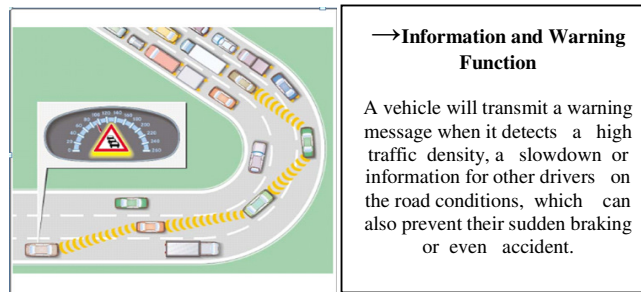 →Information and Warning
Function
A vehicle will transmit a warning
message when it detects a high
traffic density, a slowdown or
information for other drivers on
the road conditions, which can
also prevent their sudden braking
or even accident.